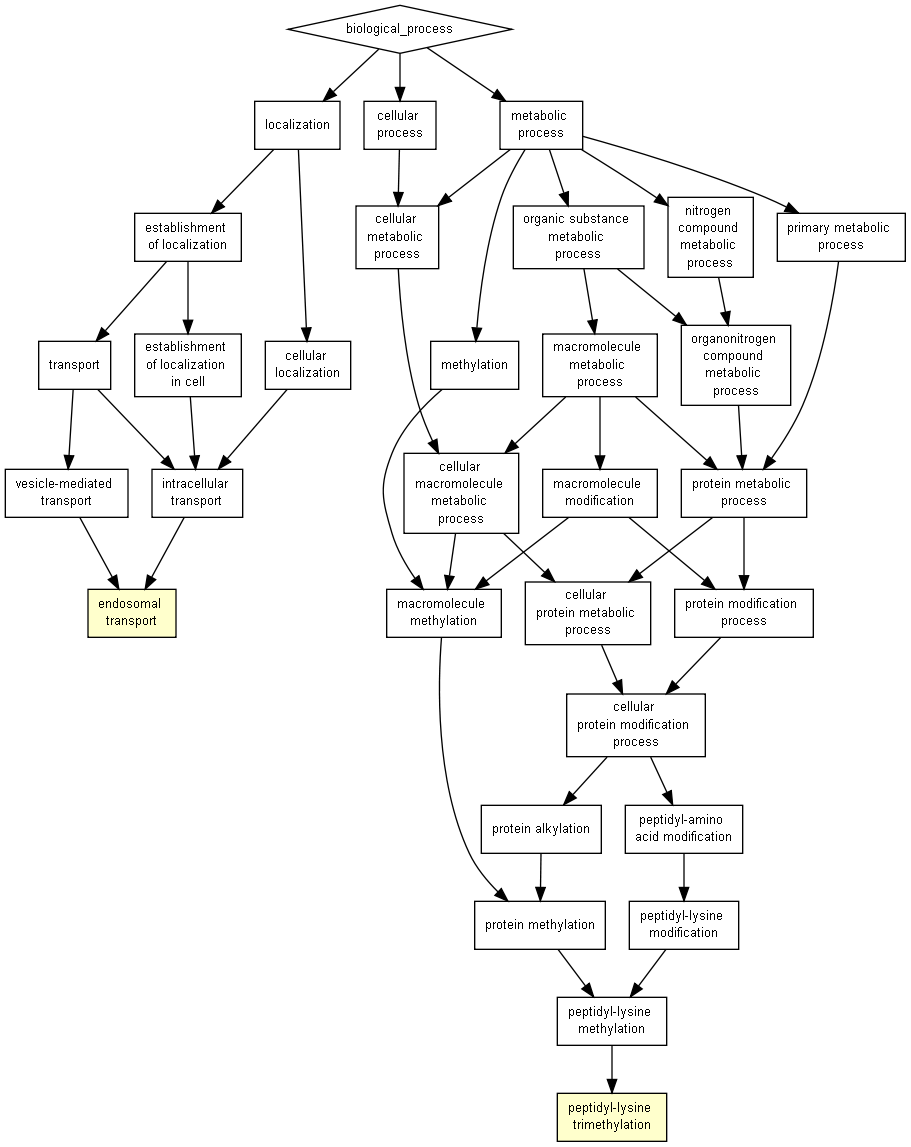 biological_process
localization
cellular
process
metabolic
process
establishment
of localization
cellular
metabolic
process
organic substance
metabolic
process
nitrogen
compound
metabolic
process
primary metabolic
process
transport
establishment
of localization
in cell
cellular
localization
methylation
macromolecule
metabolic
process
organonitrogen
compound
metabolic
process
vesicle-mediated
transport
intracellular
transport
cellular
macromolecule
metabolic
process
macromolecule
modification
protein metabolic
process
endosomal
transport
macromolecule
methylation
cellular
protein metabolic
process
protein modification
process
cellular
protein modification
process
protein alkylation
peptidyl-amino
acid modification
protein methylation
peptidyl-lysine
modification
peptidyl-lysine
methylation
peptidyl-lysine
trimethylation